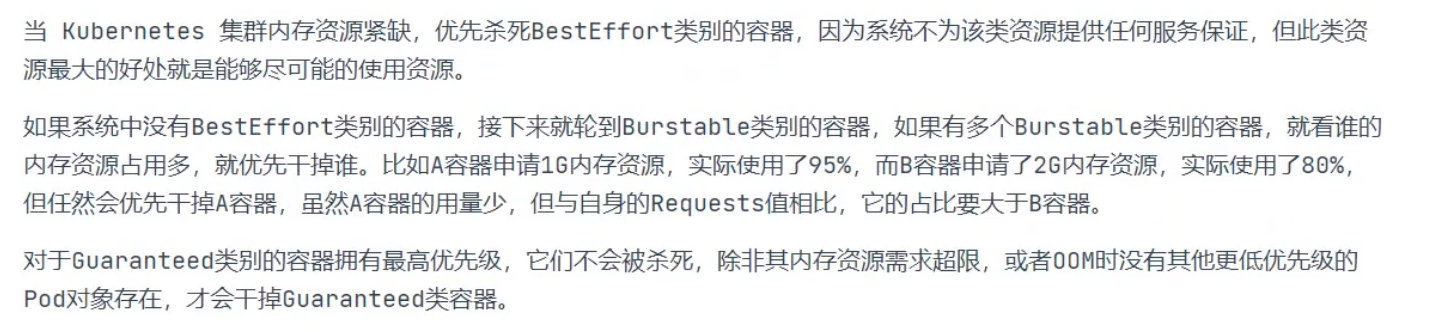 当 Kubernetes 集群内存资源紧缺，优先杀死BestEffort类别的容器，因为系统不为该类资源提供任何服务保证，但此类资
源最大的好处就是能够尽可能的使用资源。
如果系统中没有BestEffort类别的容器，接下来就轮到Burstable类别的容器，如果有多个Burstable类别的容器，就看谁的
内存资源占用多，就优先干掉谁。比如A容器申请1G内存资源，实际使用了95%，而B容器申请了2G内存资源，实际使用了80%，
但任然会优先干掉A容器，虽然A容器的用量少，但与自身的Requests值相比，它的占比要大于B容器。
对于Guaranteed类别的容器拥有最高优先级，它们不会被杀死，除非其内存资源需求超限，或者OOM时没有其他更低优先级的
Pod对象存在，才会干掉Guaranteed类容器。